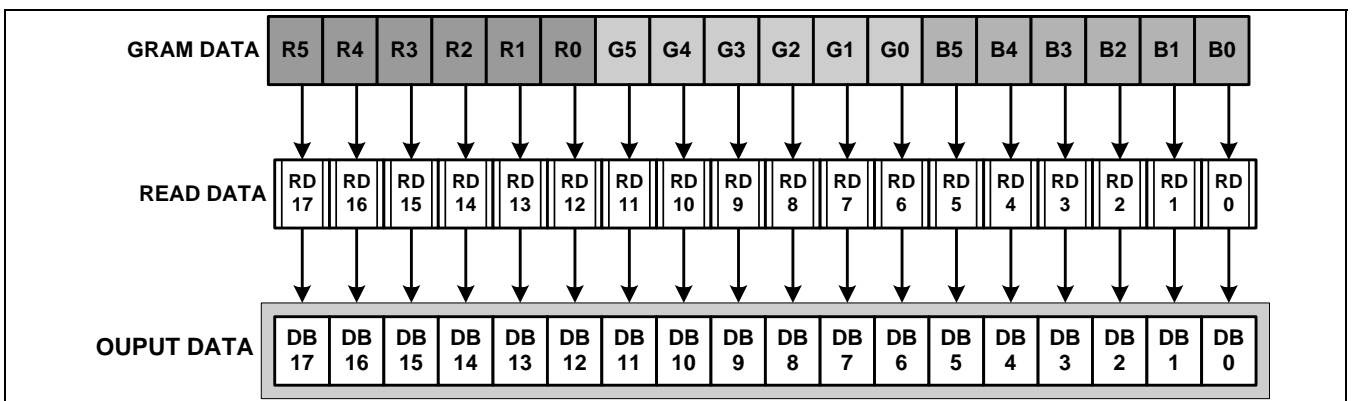 GRAM DATA R5 R4 R3 R2 R1 R0 G5 G4 G3 G2 G1 G0 B5 B4 B3 B2 B1 B0
READ DATA RD 17 RD 16 RD 15 RD 14 RD 13 RD 12 RD 11 RD 10 RD 9 RD 8 RD 7 RD 6 RD 5 RD 4 RD 3 RD 2 RD 1 RD 0
OUPUT DATA DB 17 DB 16 DB 15 DB 14 DB 13 DB 12 DB 11 DB 10 DB 9 DB 8 DB 7 DB 6 DB 5 DB 4 DB 3 DB 2 DB 1 DB 0